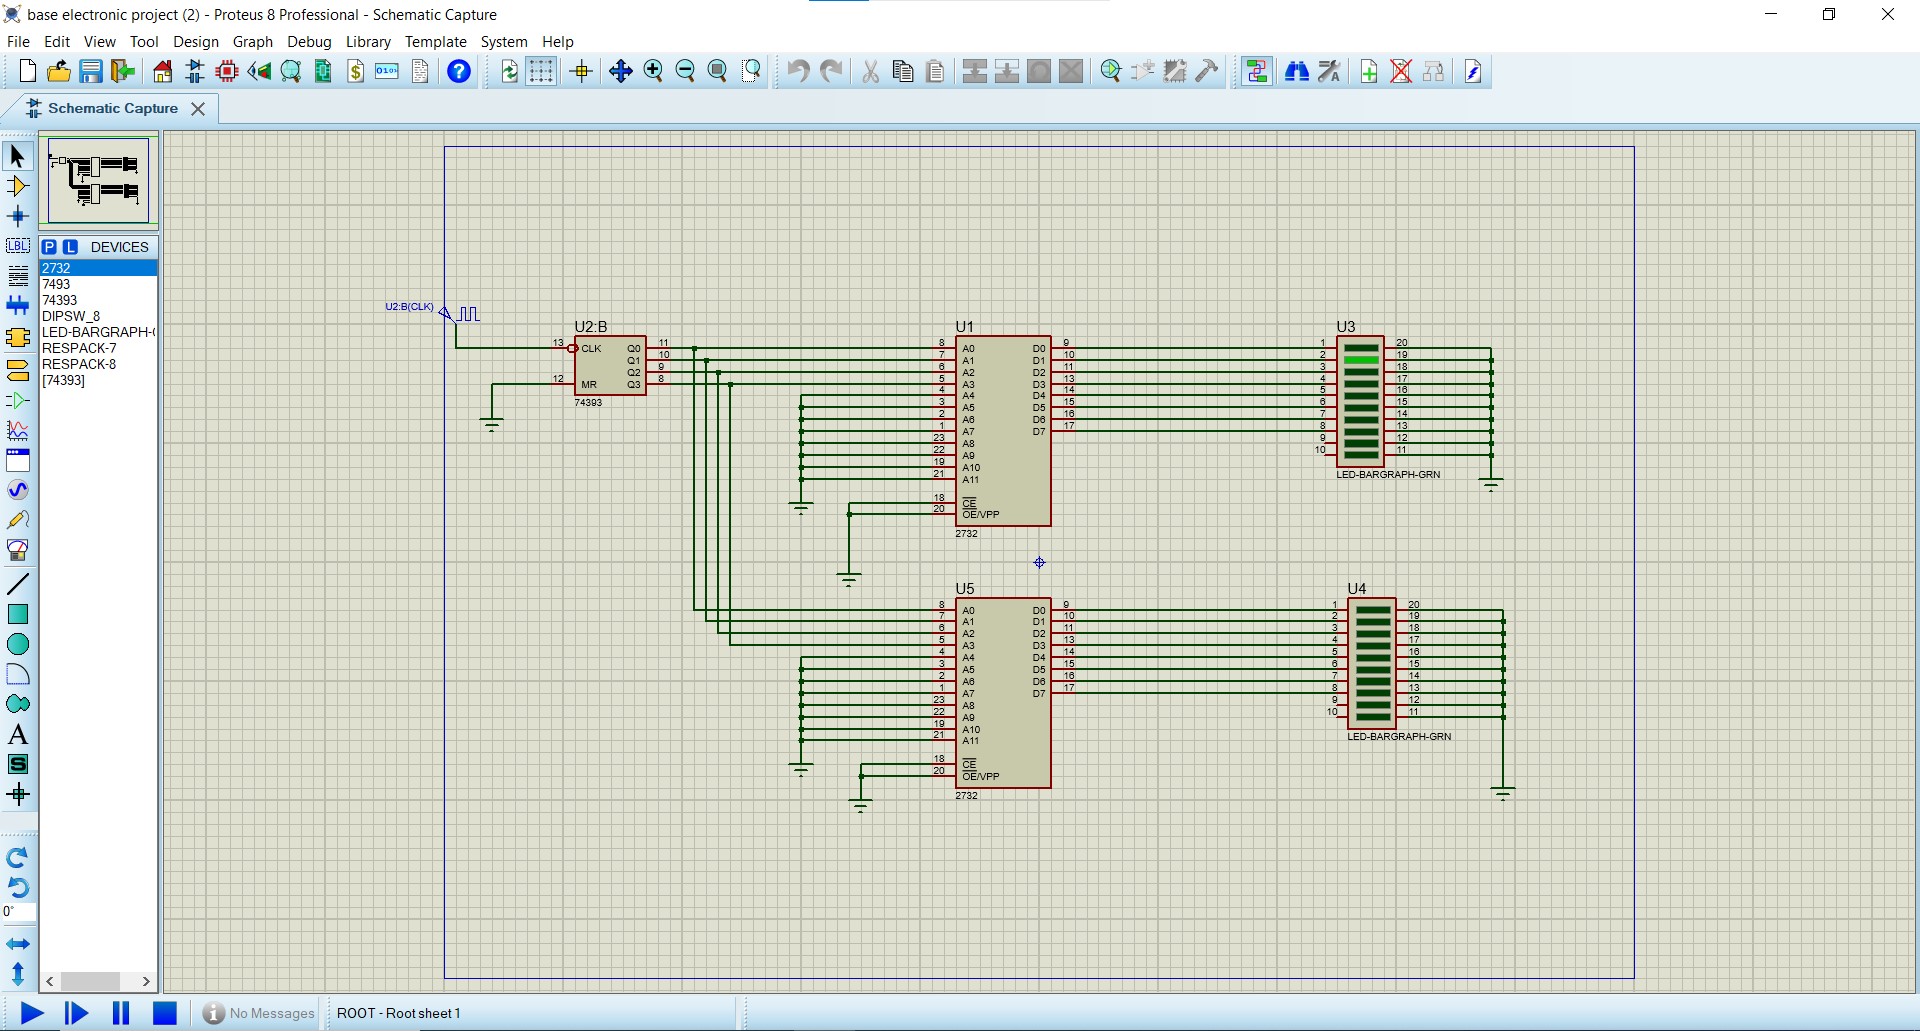 base electronic project (2) - Proteus 8 Professional - Schematic Capture
File Edit View Tool Design Graph Debug Library Template System Help
Schematic Capture
P L DEVICES
2732
7493
74393
DIPSW_8
LED-BARGRAPH-(
RESPACK-7
RESPACK-8
[74393]
LBL
A
S
0°
U2:B(CLK)
U2:B
13 CLK Q0 11
Q1 10
Q2 9
12 MR Q3 8
74393
U1
8 A0 D0 9
7 A1 D1 10
6 A2 D2 11
5 A3 D3 13
4 A4 D4 14
3 A5 D5 15
2 A6 D6 16
1 A7 D7 17
23 A8
22 A9
19 A10
21 A11
18 CE
20 OE/VPP
2732
U3
1 20
2 19
3 18
4 17
5 16
6 15
7 14
8 13
9 12
10 11
LED-BARGRAPH-GRN
U5
8 A0 D0 9
7 A1 D1 10
6 A2 D2 11
5 A3 D3 13
4 A4 D4 14
3 A5 D5 15
2 A6 D6 16
1 A7 D7 17
23 A8
22 A9
19 A10
21 A11
18 CE
20 OE/VPP
2732
U4
1 20
2 19
3 18
4 17
5 16
6 15
7 14
8 13
9 12
10 11
LED-BARGRAPH-GRN
No Messages
ROOT - Root sheet 1